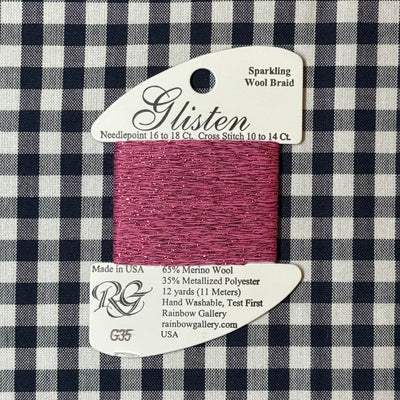 Sparkling
Wool Braid
Glisten
Needlepoint 16 to 18 Ct. Cross Stitch 10 to 14 Ct.
Made in USA
RG
G35
65% Merino Wool
35% Metallized Polyester
12 yards (11 Meters)
Hand Washable, Test First
Rainbow Gallery
rainbowgallery.com
USA